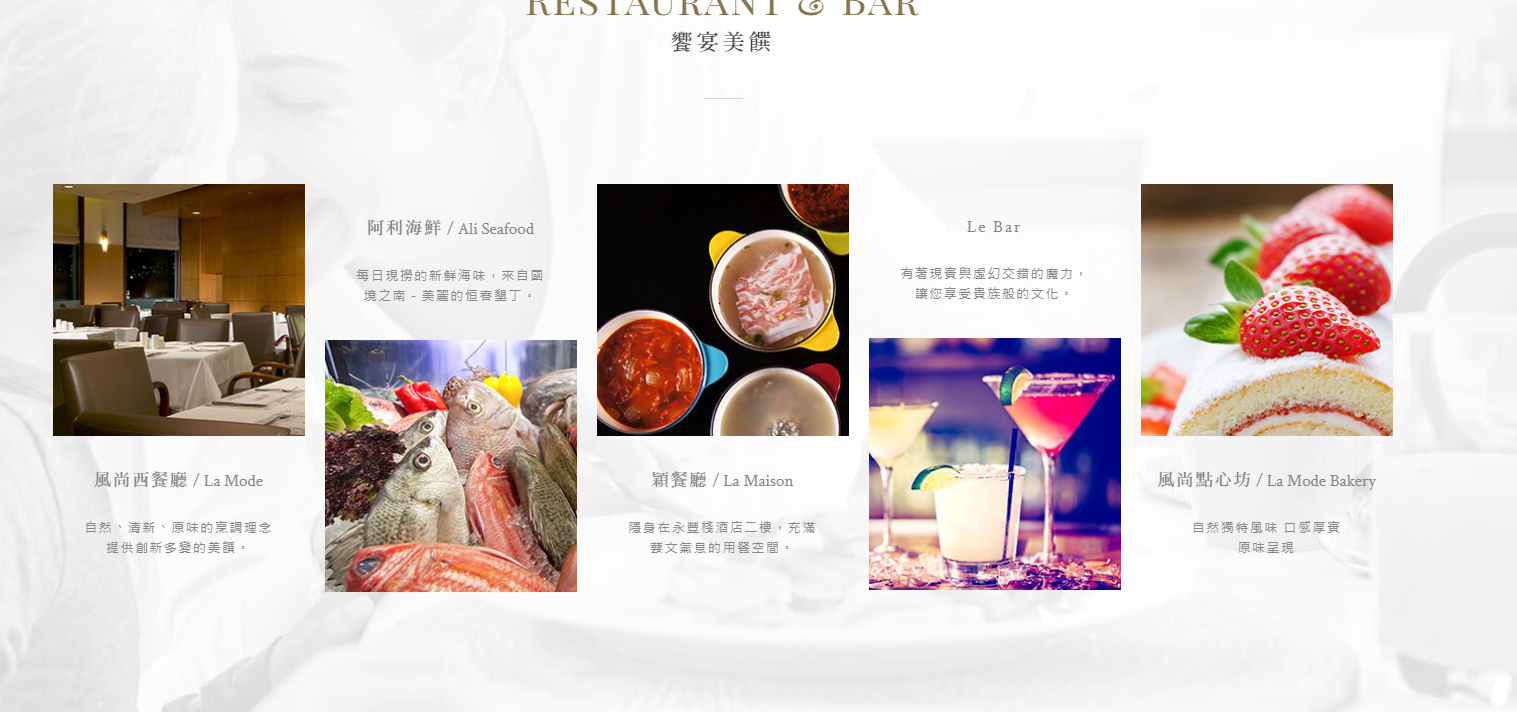 RESTAURANT & BAR
饗宴美饌
風尚西餐廳 / La Mode
自然、清新、原味的烹調理念
提供創新多變的美饌。
阿利海鮮 / Ali Seafood
每日現撈的新鮮海味，來自國
境之南 - 美麗的恒春墾丁。
穎餐廳 / La Maison
隱身在永豐棧酒店二樓，充滿
藝文氣息的用餐空間。
Le Bar
有著現實與虛幻交錯的魔力，
讓您享受貴族般的文化。
風尚點心坊 / La Mode Bakery
自然獨特風味 口感厚實
原味呈現